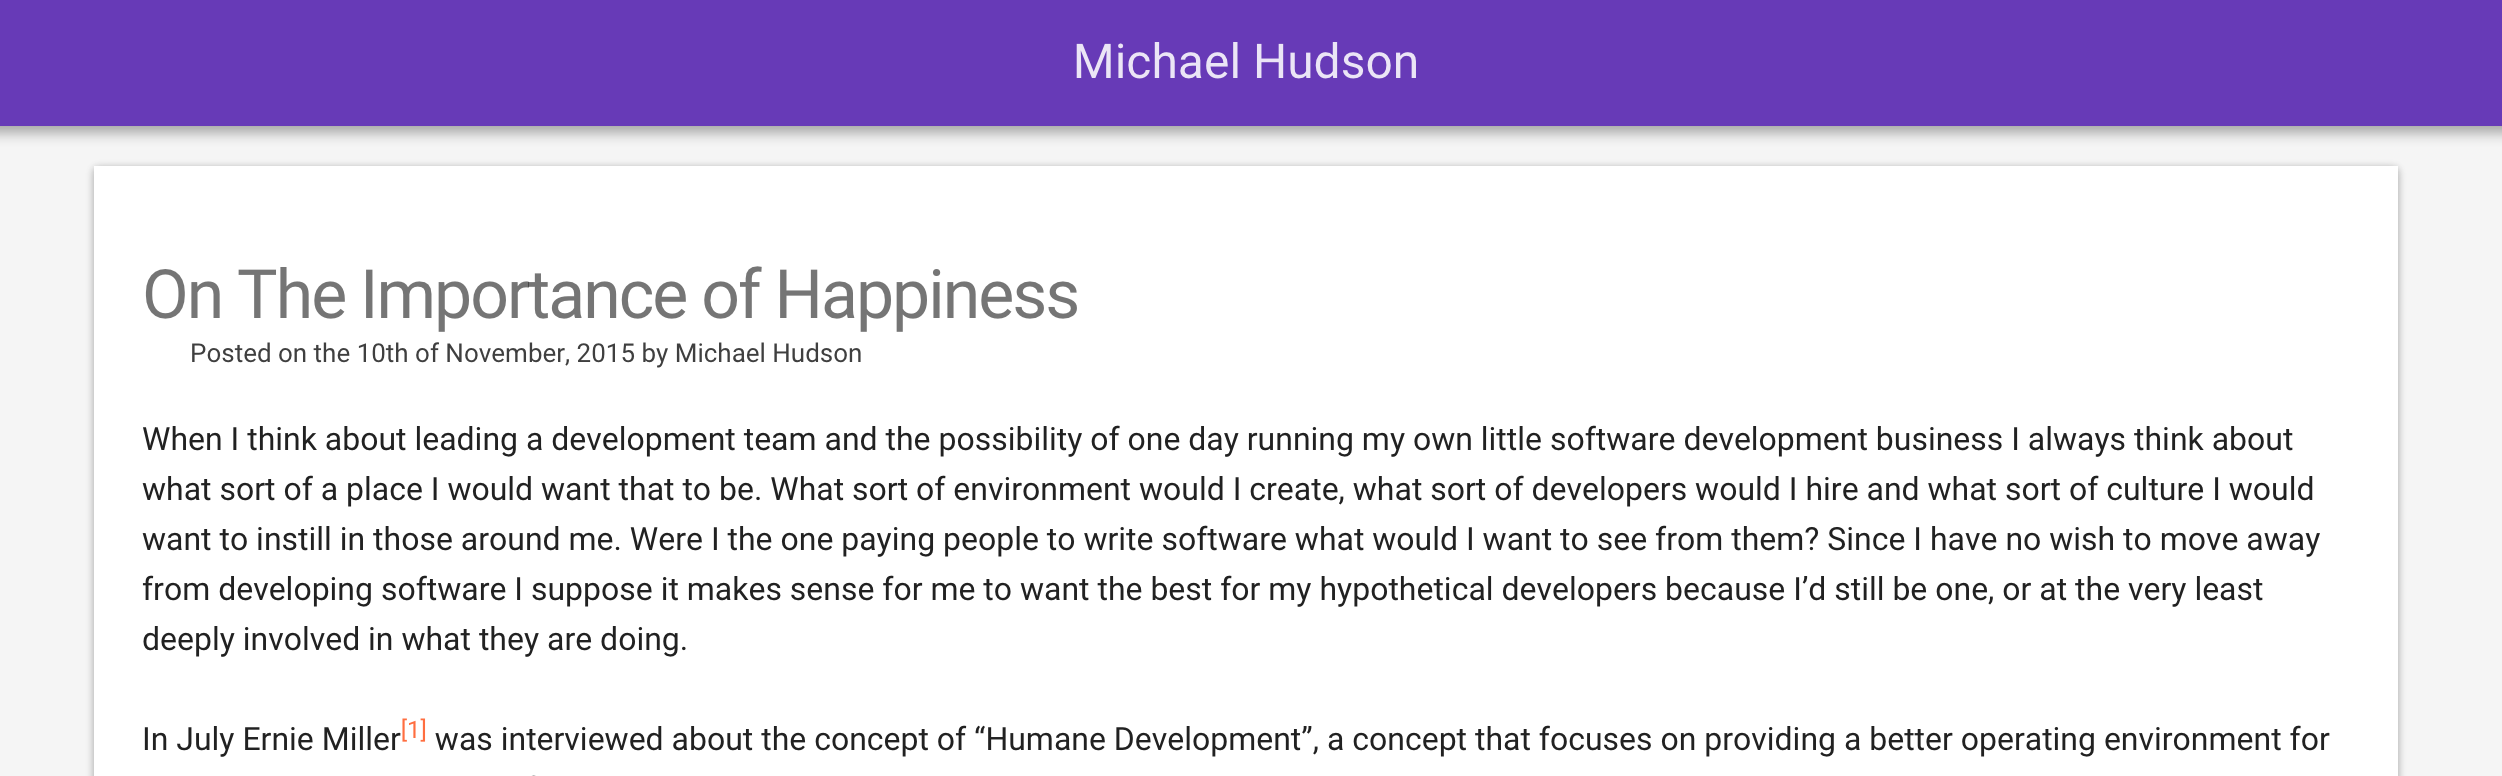 Michael Hudson
On The Importance of Happiness
Posted on the 10th of November, 2015 by Michael Hudson
When I think about leading a development team and the possibility of one day running my own little software development business I always think about
what sort of a place I would want that to be. What sort of environment would I create, what sort of developers would I hire and what sort of culture I would
want to instill in those around me. Were I the one paying people to write software what would I want to see from them? Since I have no wish to move away
from developing software I suppose it makes sense for me to want the best for my hypothetical developers because I’d still be one, or at the very least
deeply involved in what they are doing.
In July Ernie Miller[1] was interviewed about the concept of “Humane Development”, a concept that focuses on providing a better operating environment for